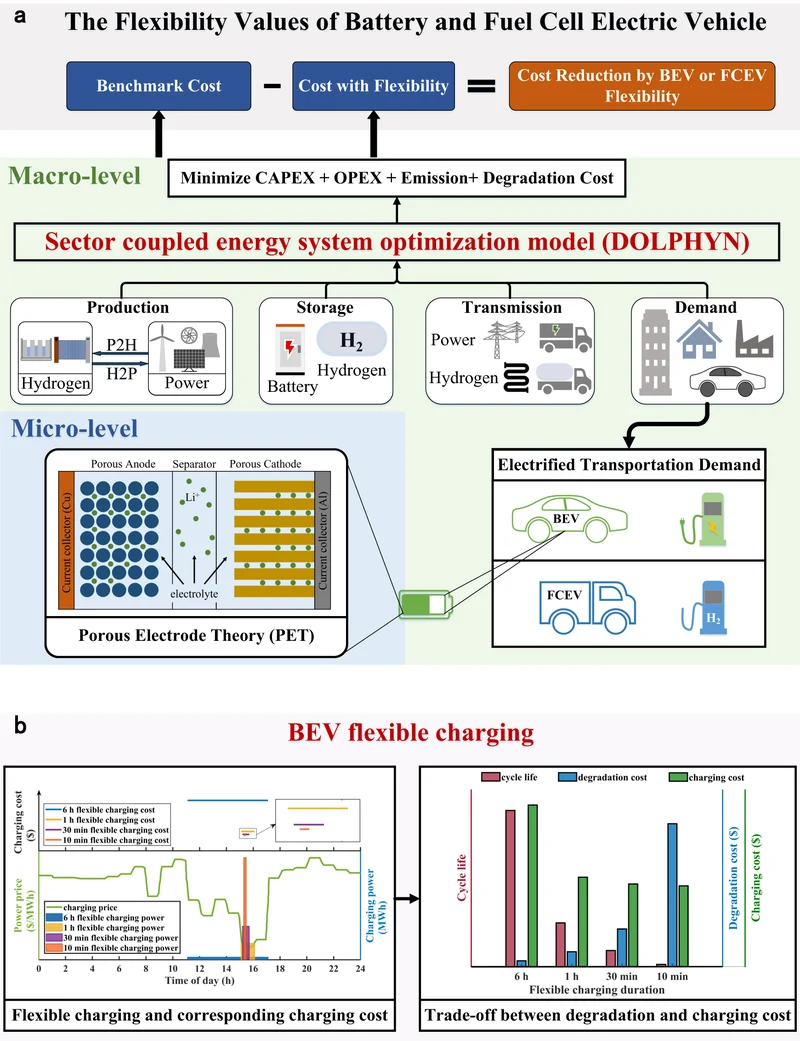 a
The Flexibility Values of Battery and Fuel Cell Electric Vehicle
Benchmark Cost
Cost with Flexibility
Cost Reduction by BEV or FCEV
Flexibility
Macro-level
Minimize CAPEX + OPEX + Emission+ Degradation Cost
Sector coupled energy system optimization model (DOLPHYN)
Production
P2H
H2P
Hydrogen
Power
Storage
H2
Battery
Hydrogen
Transmission
Power
Hydrogen
Demand
Micro-level
Porous Anode
Separator
Porous Cathode
Current collector (Cu)
Li+
electrolyte
Current collector (Al)
Porous Electrode Theory (PET)
Electrified Transportation Demand
BEV
FCEV
H2
b
BEV flexible charging
Charging cost
($)
6 h flexible charging cost
1 h flexible charging cost
30 min flexible charging cost
10 min flexible charging cost
Power price
($/MWh)
charging price
6 h flexible charging power
1 h flexible charging power
30 min flexible charging power
10 min flexible charging power
Charging power
(MWh)
0 2 4 6 8 10 12 14 16 18 20 22 24
Time of day (h)
Flexible charging and corresponding charging cost
cycle life
degradation cost
charging cost
Cycle life
Degradation cost ($)
Charging cost ($)
6 h 1 h 30 min 10 min
Flexible charging duration
Trade-off between degradation and charging cost